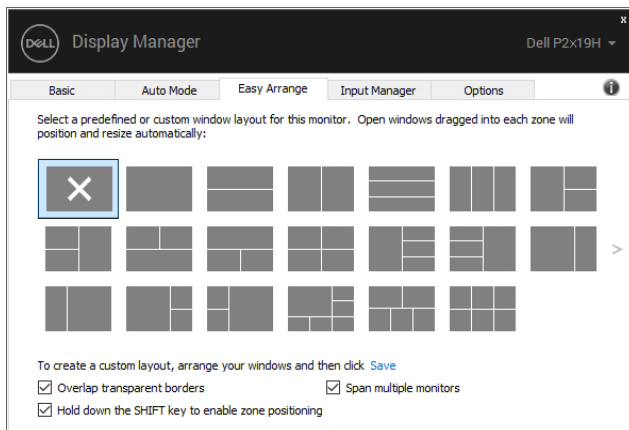 x
DELL Display Manager Dell P2x19H
Basic Auto Mode Easy Arrange Input Manager Options
Select a predefined or custom window layout for this monitor. Open windows dragged into each zone will
position and resize automatically:
To create a custom layout, arrange your windows and then click Save
Overlap transparent borders Span multiple monitors
Hold down the SHIFT key to enable zone positioning